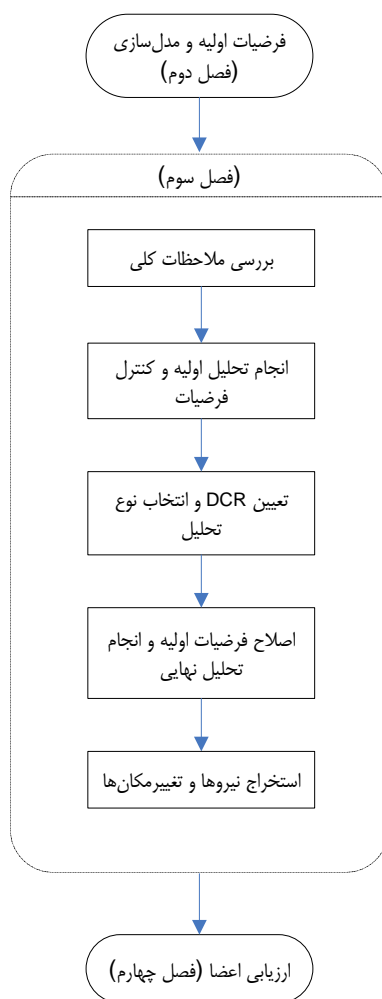 فرضیات اولیه و مدل‌سازی
(فصل دوم)
(فصل سوم)
بررسی ملاحظات کلی
انجام تحلیل اولیه و کنترل
فرضیات
تعیین DCR و انتخاب نوع
تحلیل
اصلاح فرضیات اولیه و انجام
تحلیل نهایی
استخراج نیروها و تغییرمکان‌ها
ارزیابی اعضا (فصل چهارم)